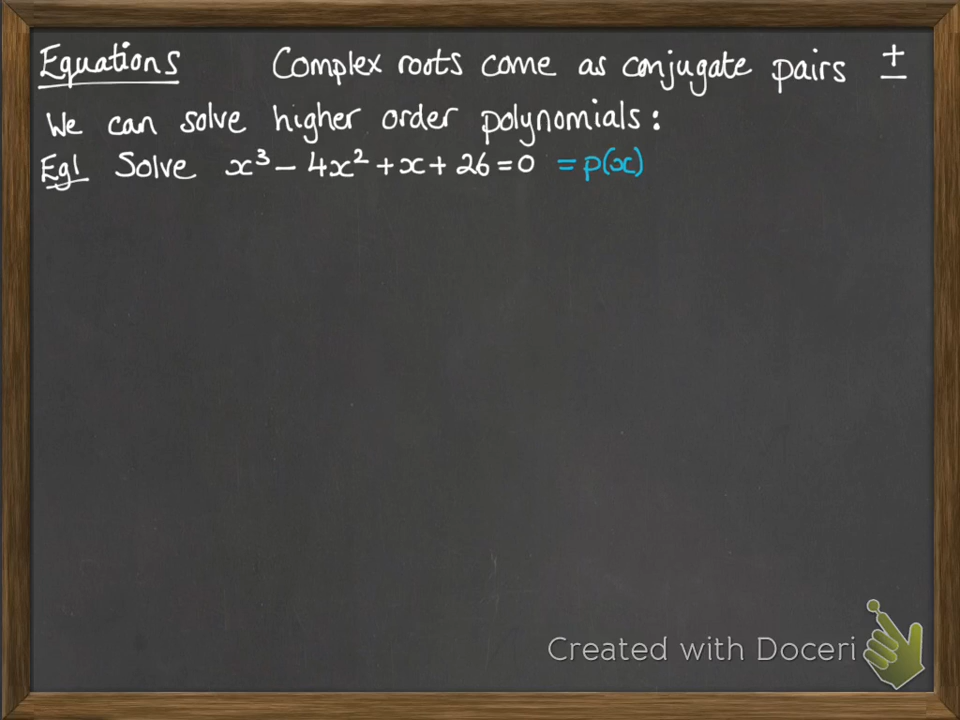 Equations Complex roots come as conjugate pairs ±
We can solve higher order polynomials:
Eg1 Solve x³ − 4x² + x + 26 = 0 = p(x)
Created with Doceri